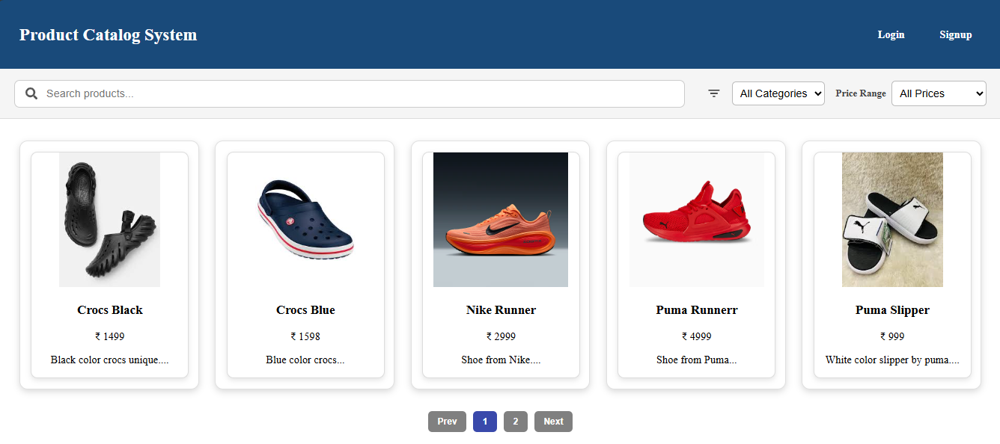 Product Catalog System
Login
Signup
Search products...
All Categories
Price Range
All Prices
Crocs Black
₹ 1499
Black color crocs unique....
Crocs Blue
₹ 1598
Blue color crocs...
Nike Runner
₹ 2999
Shoe from Nike....
Puma Runnerr
₹ 4999
Shoe from Puma...
Puma Slipper
₹ 999
White color slipper by puma....
Prev
1
2
Next